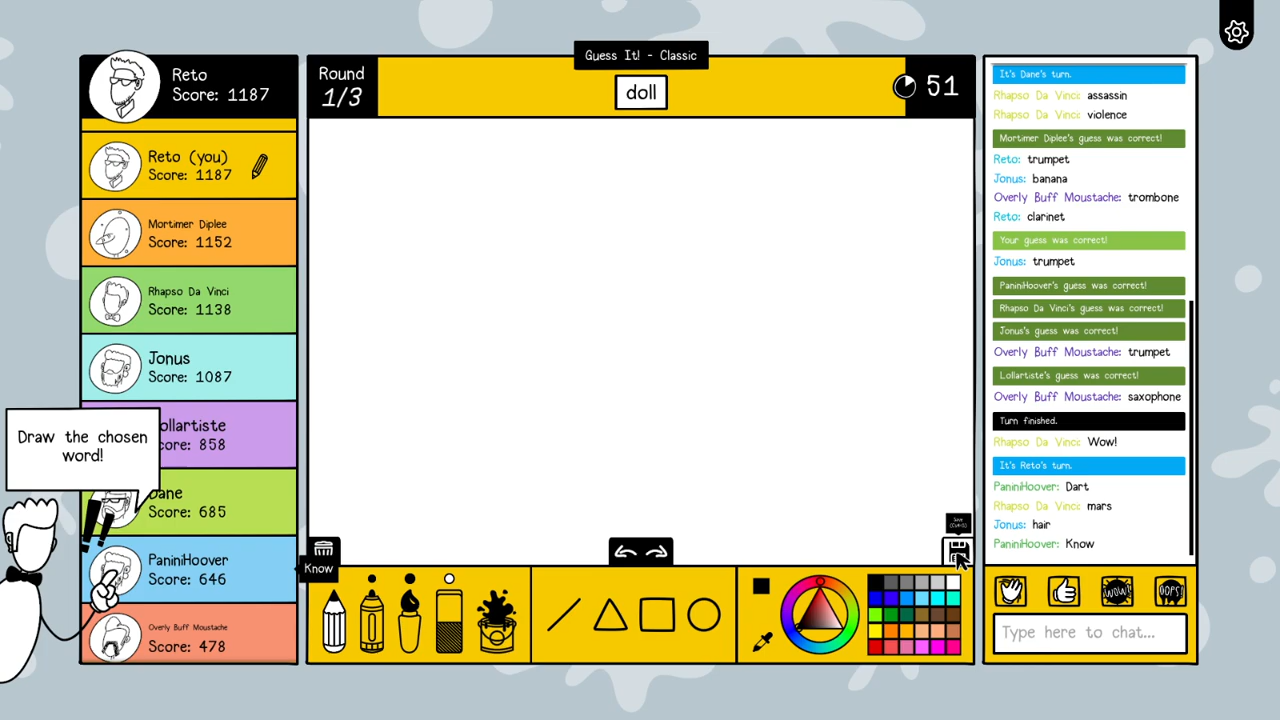 Reto
Score: 1187
Reto (you)
Score: 1187
Mortimer Diplee
Score: 1152
Rhapso Da Vinci
Score: 1138
Jonus
Score: 1087
ollartiste
core: 858
Dane
Score: 685
PaniniHoover
Score: 646
Overly Buff Moustache
Score: 478
Draw the chosen
word!
!!
Know
Round
1/3
Guess It! - Classic
doll
51
Save
(Ctrl+S)
It's Dane's turn.
Rhapso Da Vinci: assassin
Rhapso Da Vinci: violence
Mortimer Diplee's guess was correct!
Reto: trumpet
Jonus: banana
Overly Buff Moustache: trombone
Reto: clarinet
Your guess was correct!
Jonus: trumpet
PaniniHoover's guess was correct!
Rhapso Da Vinci's guess was correct!
Jonus's guess was correct!
Overly Buff Moustache: trumpet
Lollartiste's guess was correct!
Overly Buff Moustache: saxophone
Turn finished.
Rhapso Da Vinci: Wow!
It's Reto's turn.
PaniniHoover: Dart
Rhapso Da Vinci: mars
Jonus: hair
PaniniHoover: Know
WOW!
OOPS!
Type here to chat...